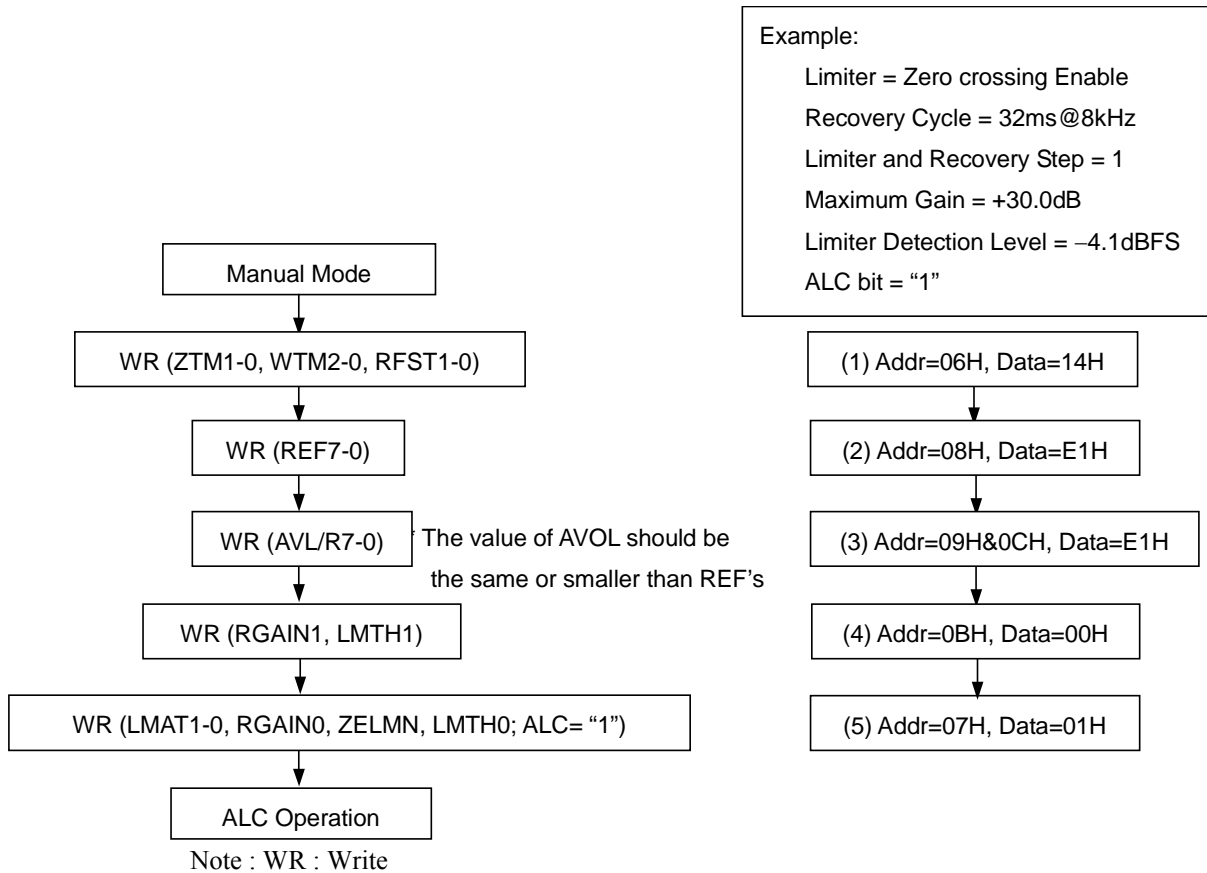 Example:
Limiter = Zero crossing Enable
Recovery Cycle = 32ms@8kHz
Limiter and Recovery Step = 1
Maximum Gain = +30.0dB
Limiter Detection Level = −4.1dBFS
ALC bit = “1”
Manual Mode
WR (ZTM1-0, WTM2-0, RFST1-0)
WR (REF7-0)
WR (AVL/R7-0)
* The value of AVOL should be
the same or smaller than REF’s
WR (RGAIN1, LMTH1)
WR (LMAT1-0, RGAIN0, ZELMN, LMTH0; ALC= “1”)
ALC Operation
Note : WR : Write
(1) Addr=06H, Data=14H
(2) Addr=08H, Data=E1H
(3) Addr=09H&0CH, Data=E1H
(4) Addr=0BH, Data=00H
(5) Addr=07H, Data=01H